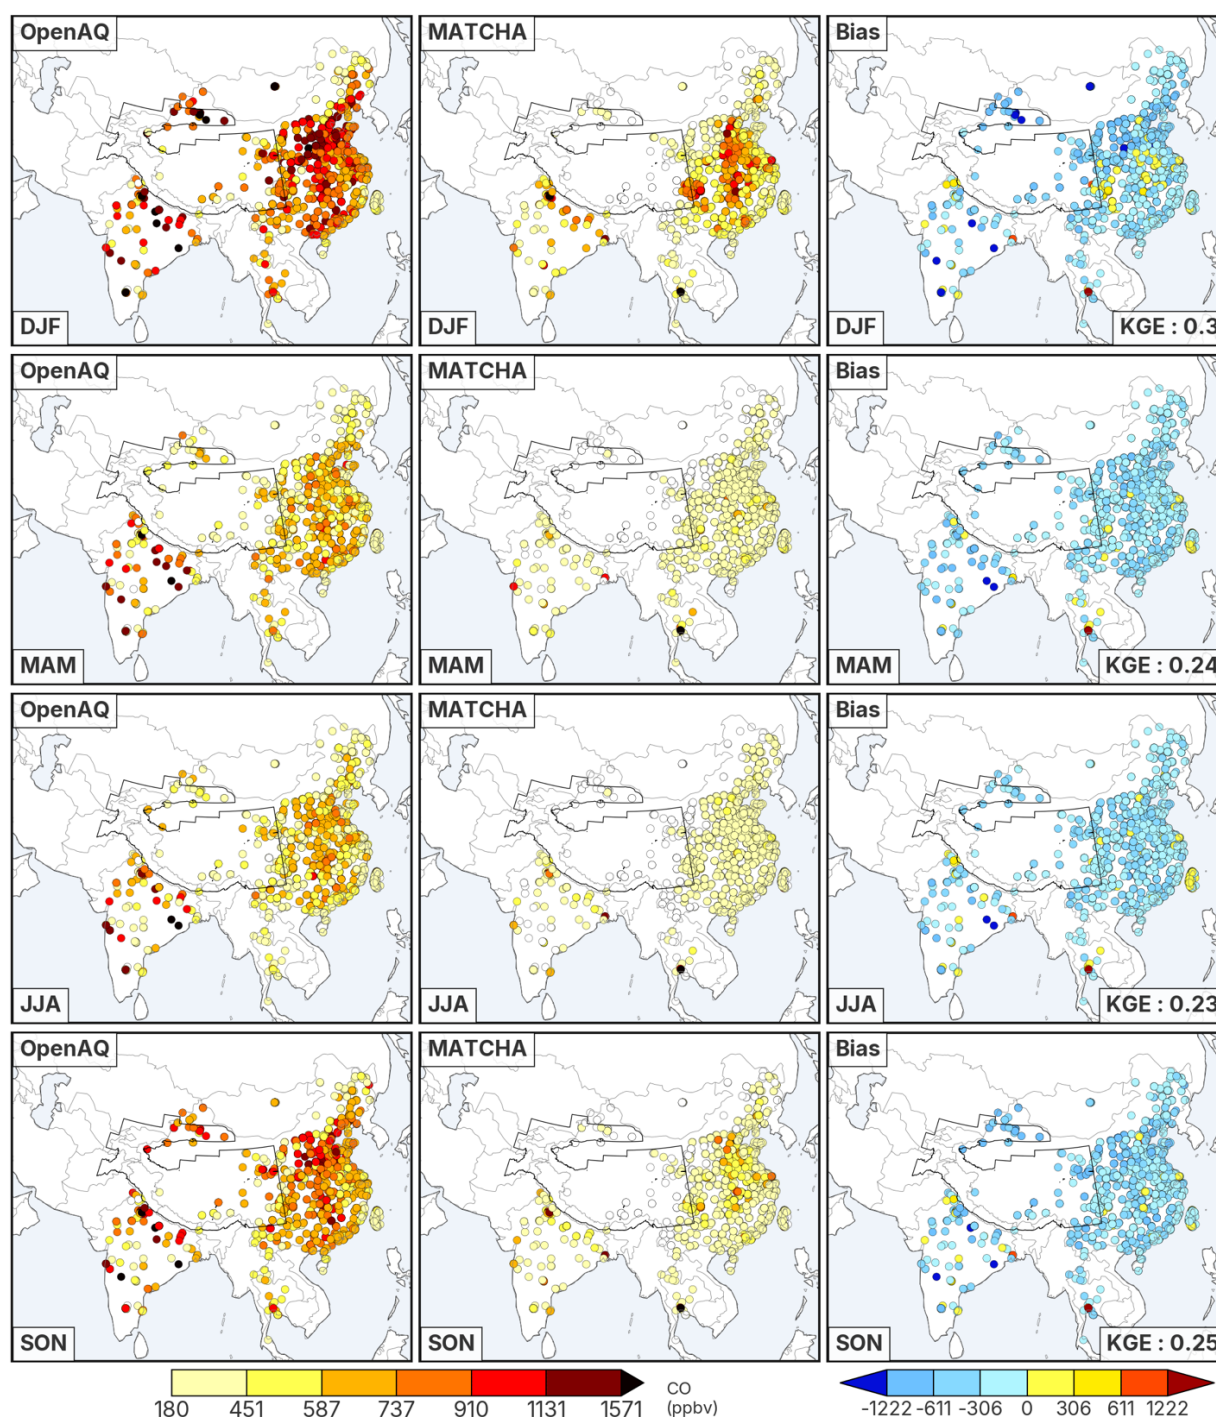 OpenAQ MATCHA Bias
DJF DJF DJF KGE : 0.3
OpenAQ MATCHA Bias
MAM MAM MAM KGE : 0.24
OpenAQ MATCHA Bias
JJA JJA JJA KGE : 0.23
OpenAQ MATCHA Bias
SON SON SON KGE : 0.25
180 451 587 737 910 1131 1571
CO
(ppbv)
-1222 -611 -306 0 306 611 1222